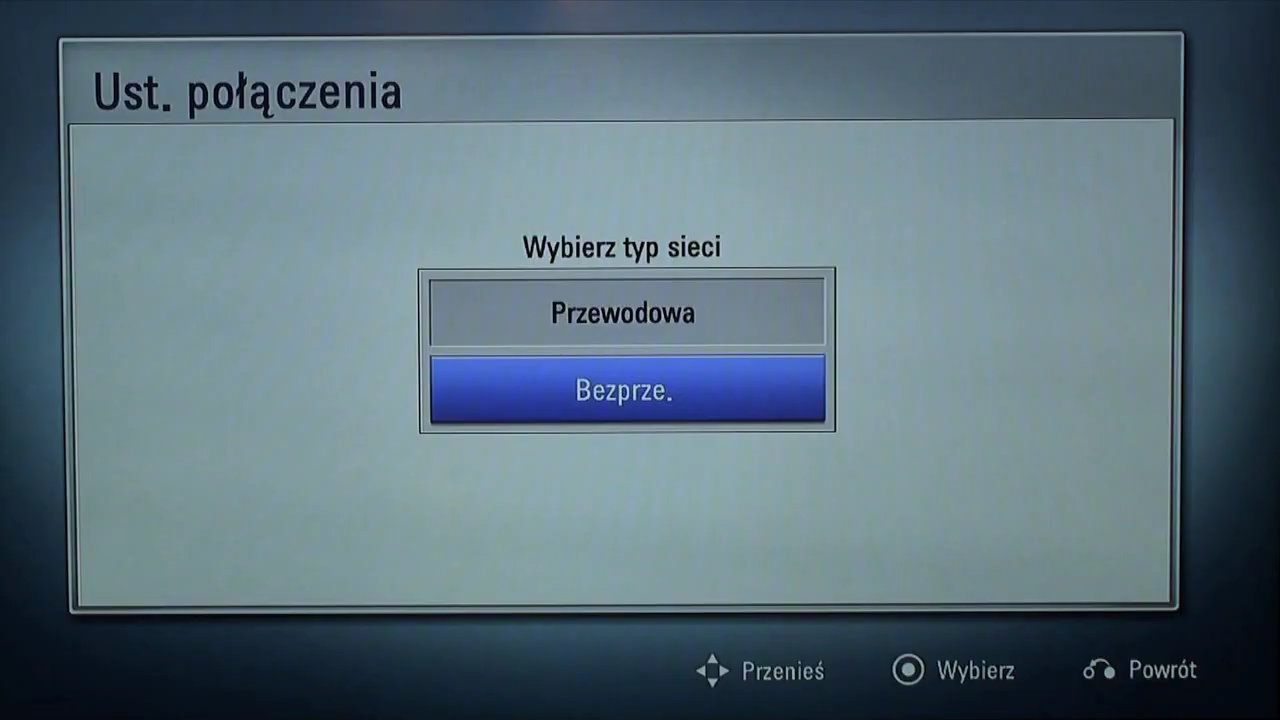 Ust. połączenia
Wybierz typ sieci
Przewodowa
Bezprze.
Przenieś Wybierz Powrót